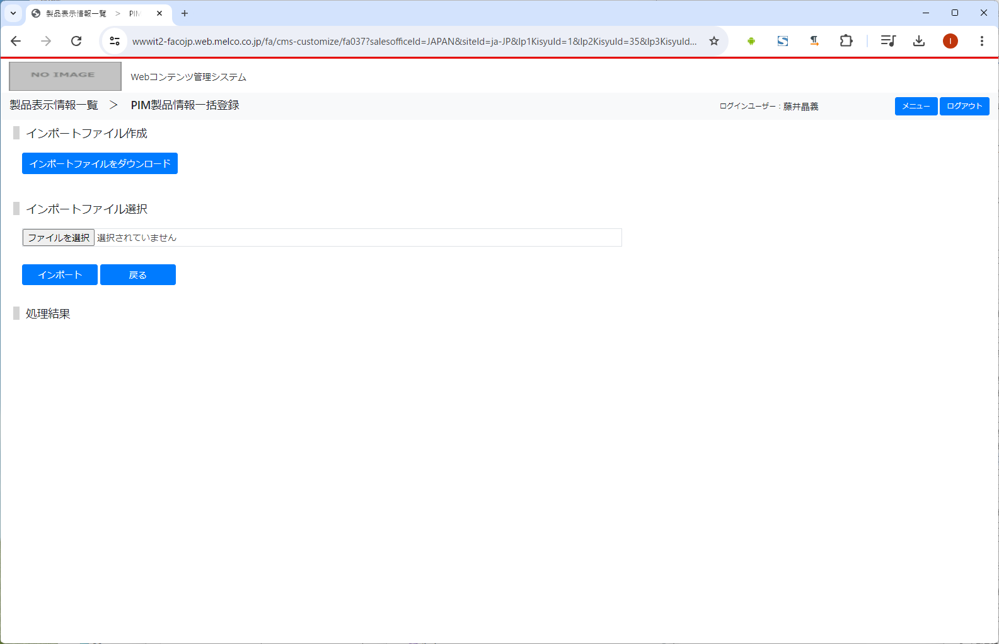 製品表示情報一覧 ＞ PIM
wwwit2-facojp.web.melco.co.jp/fa/cms-customize/fa037?salesofficeId=JAPAN&siteId=ja-JP&lp1KisyuId=1&lp2KisyuId=35&lp3KisyuId...
NO IMAGE
Webコンテンツ管理システム
製品表示情報一覧 ＞ PIM製品情報一括登録
ログインユーザー：藤井晶義
メニュー
ログアウト
インポートファイル作成
インポートファイルをダウンロード
インポートファイル選択
ファイルを選択 選択されていません
インポート
戻る
処理結果